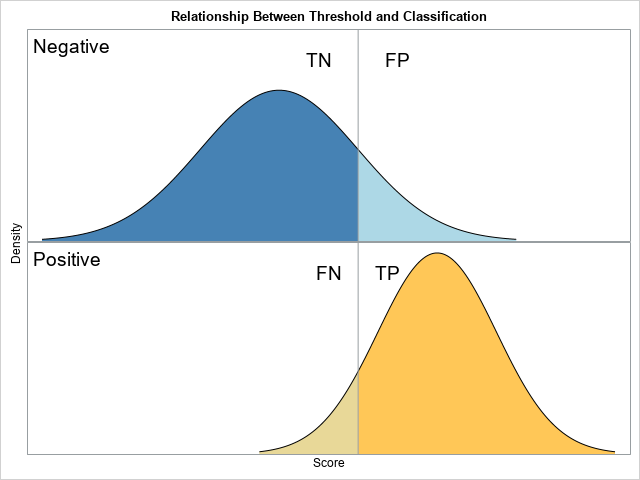 Relationship Between Threshold and Classification
Negative
TN FP
Density
Positive
FN TP
Score